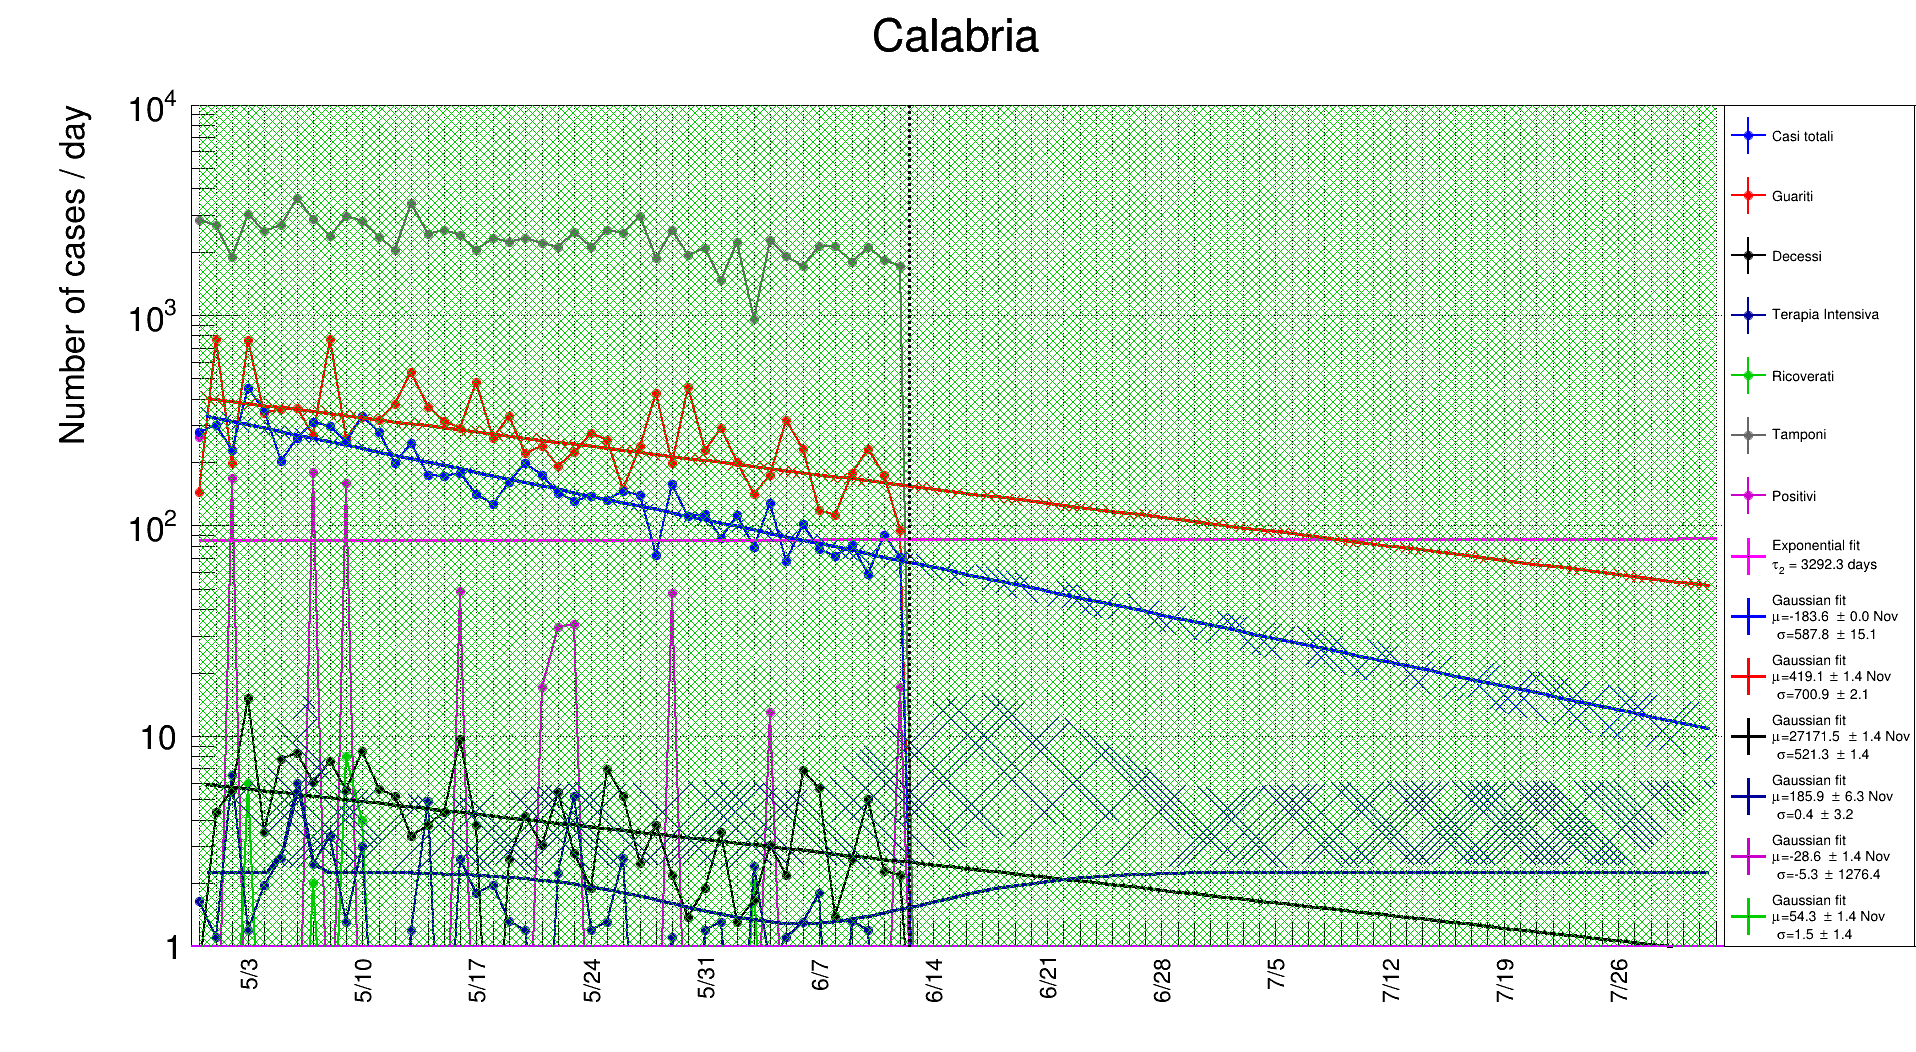 Calabria
Number of cases / day
10^4
10^3
10^2
10
1
5/3
5/10
5/17
5/24
5/31
6/7
6/14
6/21
6/28
7/5
7/12
7/19
7/26
Casi totali
Guariti
Decessi
Terapia Intensiva
Ricoverati
Tamponi
Positivi
Exponential fit
τ₂ = 3292.3 days
Gaussian fit
μ=-183.6 ± 0.0 Nov
σ=587.8 ± 15.1
Gaussian fit
μ=419.1 ± 1.4 Nov
σ=700.9 ± 2.1
Gaussian fit
μ=27171.5 ± 1.4 Nov
σ=521.3 ± 1.4
Gaussian fit
μ=185.9 ± 6.3 Nov
σ=0.4 ± 3.2
Gaussian fit
μ=-28.6 ± 1.4 Nov
σ=-5.3 ± 1276.4
Gaussian fit
μ=54.3 ± 1.4 Nov
σ=1.5 ± 1.4